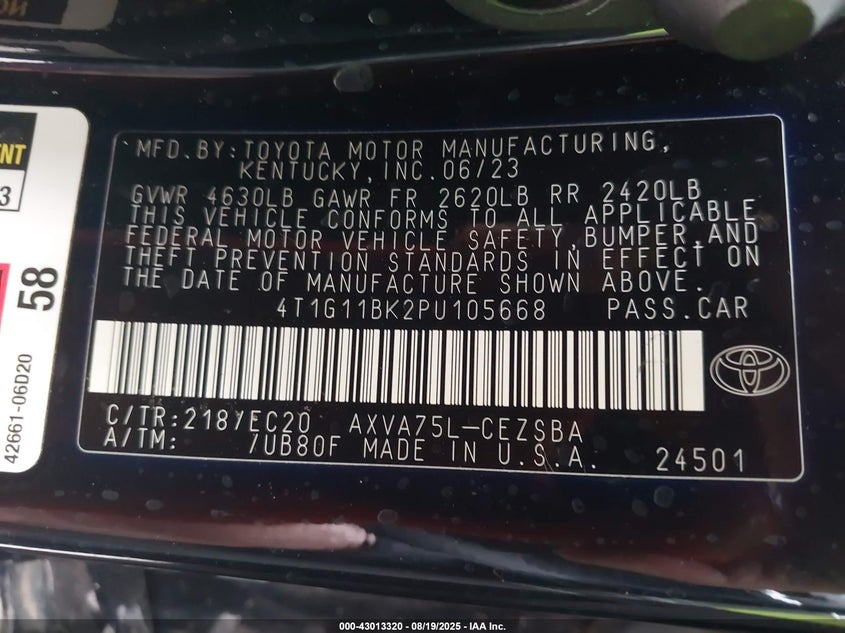 ENT
3
58
42661-06D20
MFD.BY:TOYOTA MOTOR MANUFACTURING,
KENTUCKY,INC.06/23
GVWR 4630LB GAWR FR 2620LB RR 2420LB
THIS VEHICLE CONFORMS TO ALL APPLICABLE
FEDERAL MOTOR VEHICLE SAFETY,BUMPER,AND
THEFT PREVENTION STANDARDS IN EFFECT ON
THE DATE OF MANUFACTURE SHOWN ABOVE.
4T1G11BK2PU105668 PASS.CAR
C/TR:218YEC20 AXVA75L-CEZSBA
A/TM: 7UB80F MADE IN U.S.A. 24501
000-43013320 - 08/19/2025 - IAA Inc.